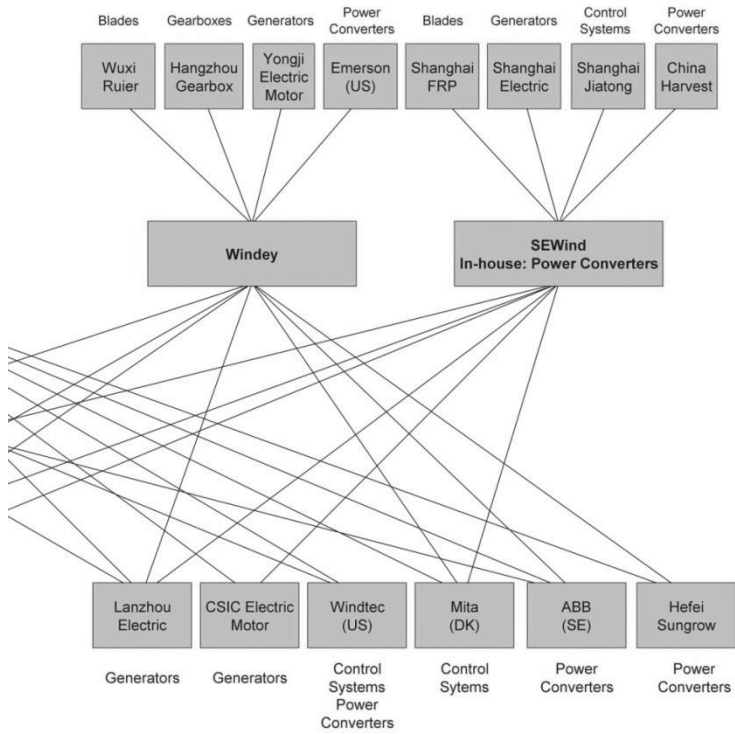 Blades
Gearboxes
Generators
Power
Converters
Blades
Generators
Control
Systems
Power
Converters
Wuxi
Ruier
Hangzhou
Gearbox
Yongji
Electric
Motor
Emerson
(US)
Shanghai
FRP
Shanghai
Electric
Shanghai
Jiatong
China
Harvest
Windey
SEWind
In-house: Power Converters
Lanzhou
Electric
CSIC Electric
Motor
Windtec
(US)
Mita
(DK)
ABB
(SE)
Hefei
Sungrow
Generators
Generators
Control
Systems
Power
Converters
Control
Sytems
Power
Converters
Power
Converters